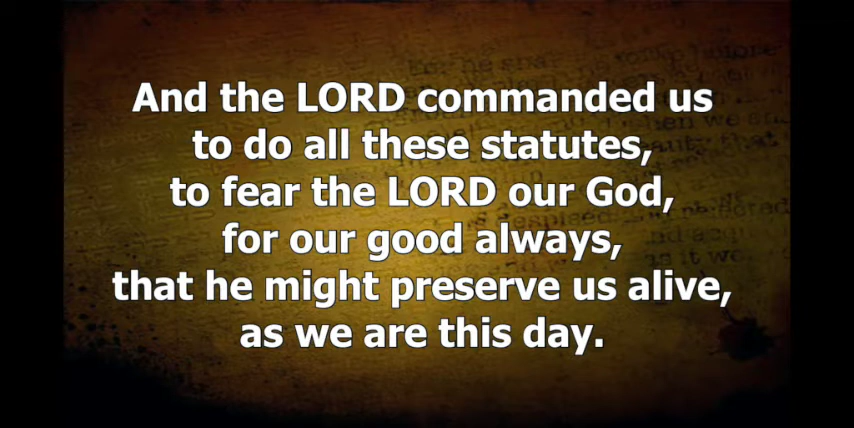 And the LORD commanded us
to do all these statutes,
to fear the LORD our God,
for our good always,
that he might preserve us alive,
as we are this day.